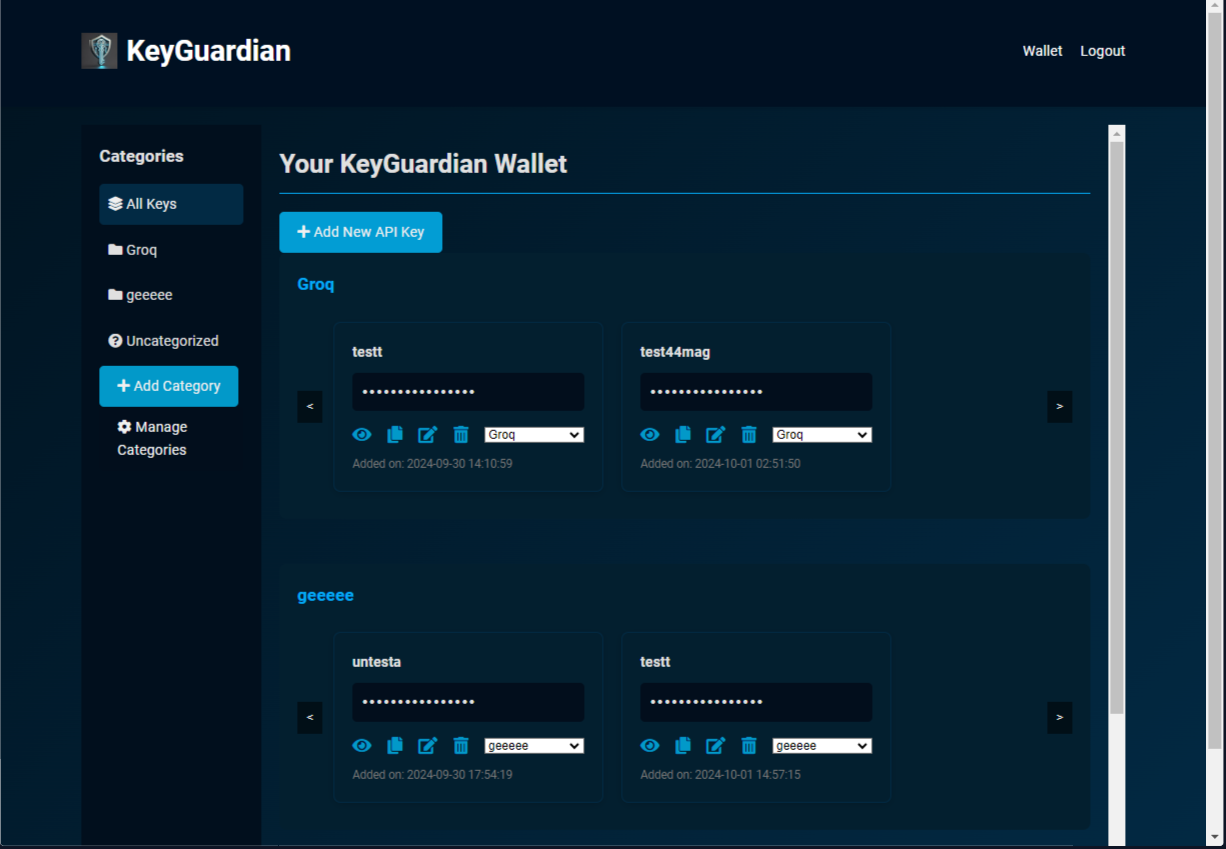 KeyGuardian
Wallet Logout
Categories
All Keys
Groq
geeeee
Uncategorized
Add Category
Manage
Categories
Your KeyGuardian Wallet
Add New API Key
Groq
testt
••••••••••••••••
Groq
Added on: 2024-09-30 14:10:59
test44mag
••••••••••••••••
Groq
Added on: 2024-10-01 02:51:50
<
>
geeeee
untesta
••••••••••••••••
geeeee
Added on: 2024-09-30 17:54:19
testt
••••••••••••••••
geeeee
Added on: 2024-10-01 14:57:15
<
>